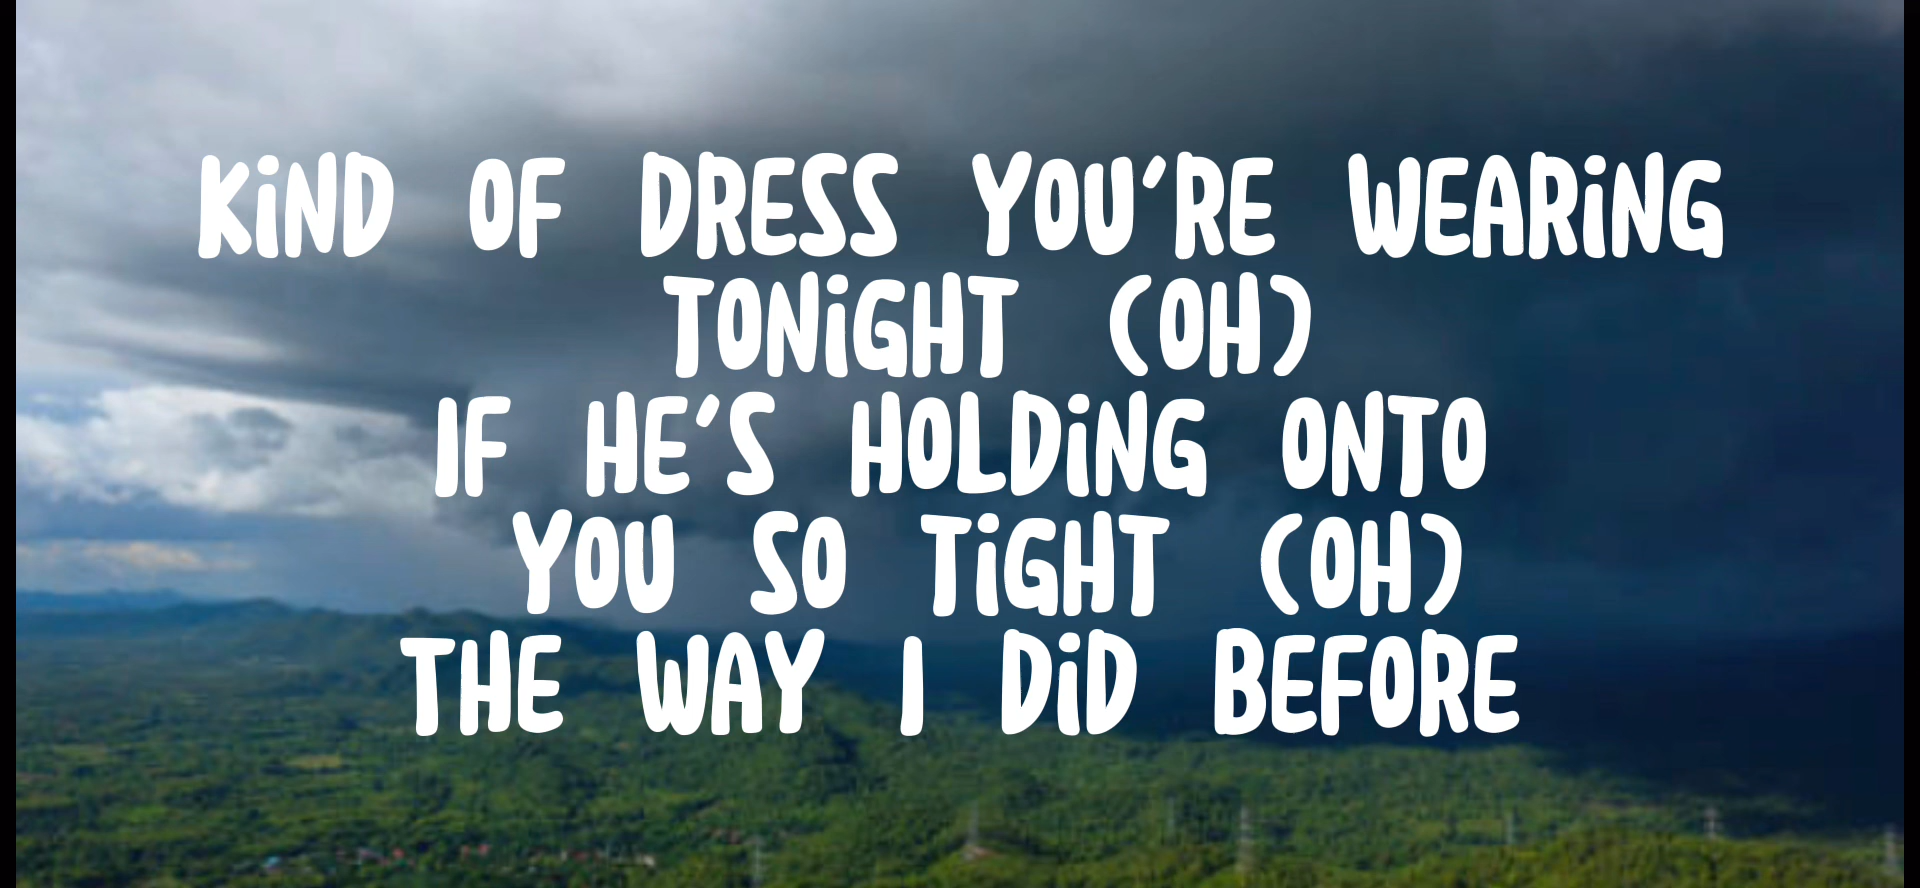 KIND OF DRESS YOU'RE WEARING
TONIGHT (OH)
IF HE'S HOLDING ONTO
YOU SO TIGHT (OH)
THE WAY I DID BEFORE